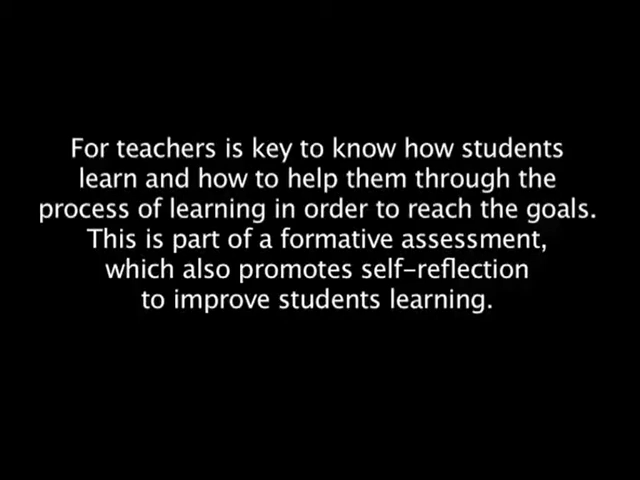 For teachers is key to know how students
learn and how to help them through the
process of learning in order to reach the goals.
This is part of a formative assessment,
which also promotes self-reflection
to improve students learning.